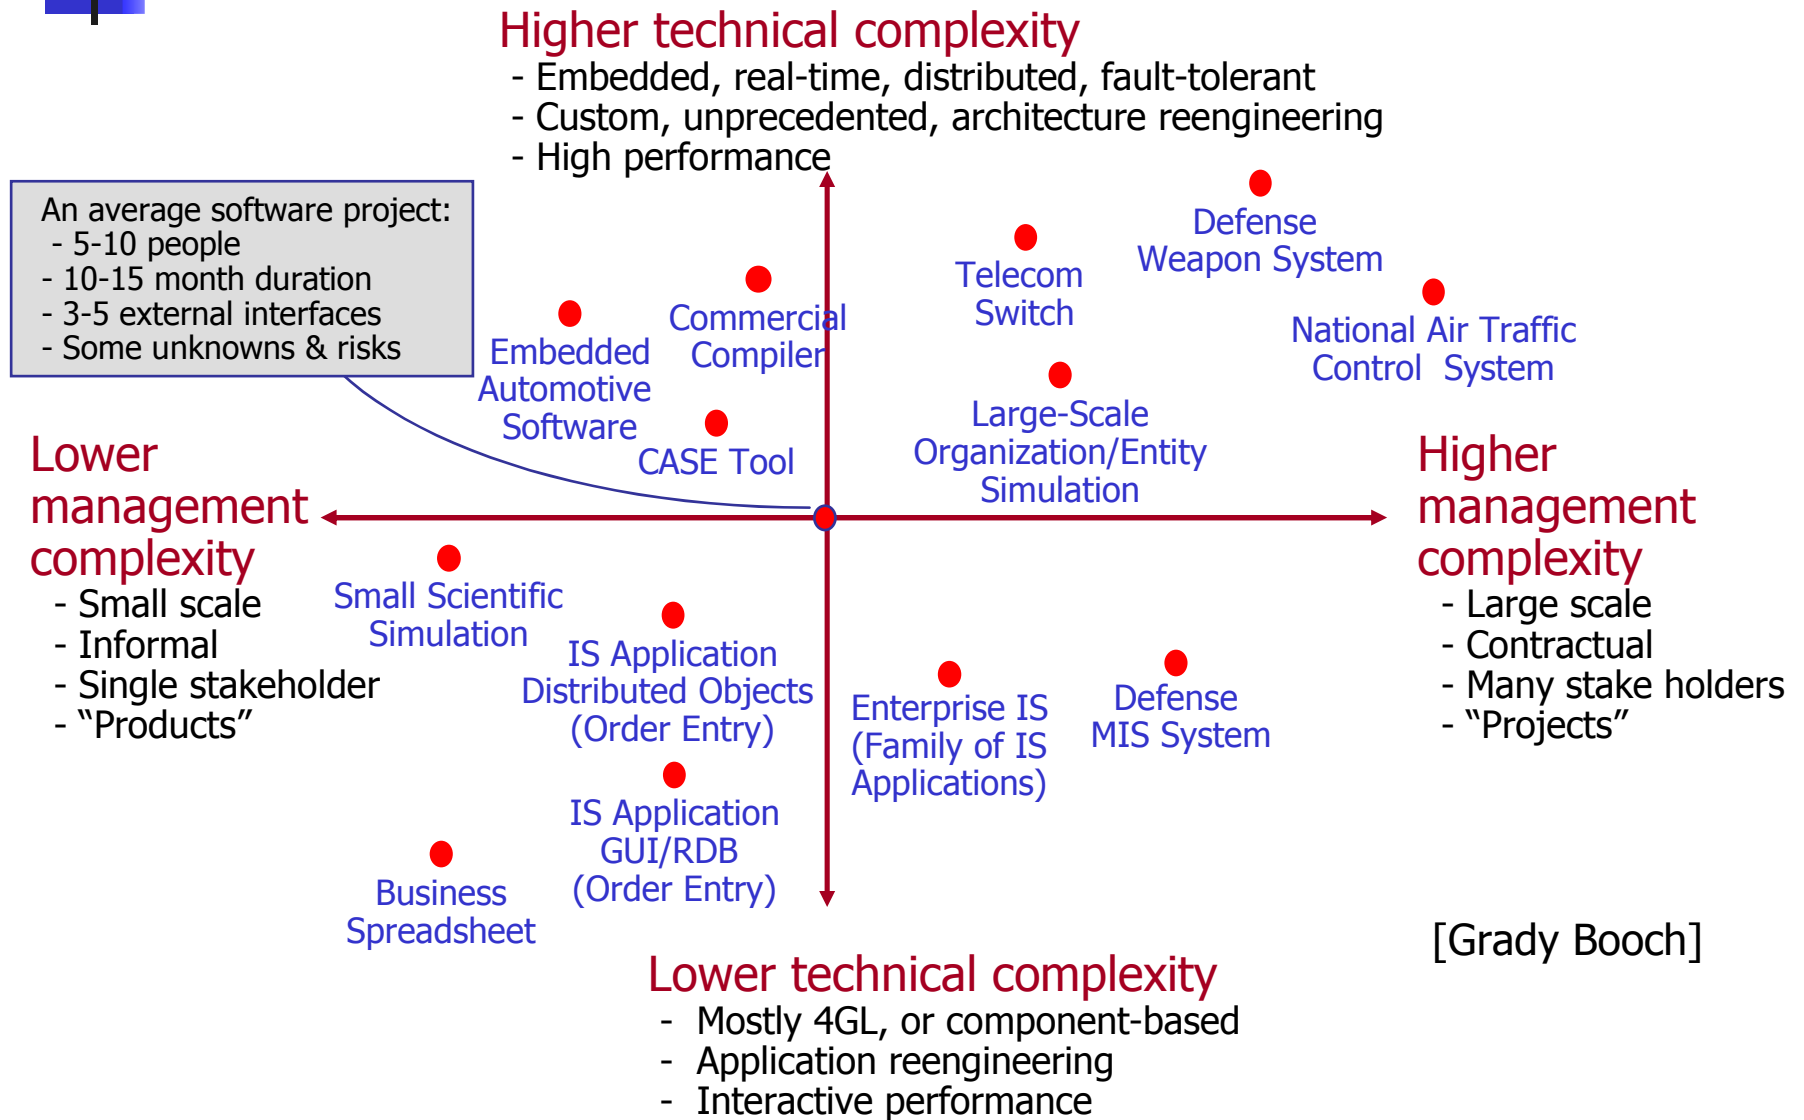 Higher technical complexity
- Embedded, real-time, distributed, fault-tolerant
- Custom, unprecedented, architecture reengineering
- High performance
An average software project:
- 5-10 people
- 10-15 month duration
- 3-5 external interfaces
- Some unknowns & risks
Embedded
Automotive
Software
Commercial
Compiler
CASE Tool
Telecom
Switch
Defense
Weapon System
National Air Traffic
Control System
Large-Scale
Organization/Entity
Simulation
Lower
management
complexity
- Small scale
- Informal
- Single stakeholder
- “Products”
Higher
management
complexity
- Large scale
- Contractual
- Many stake holders
- “Projects”
Small Scientific
Simulation
IS Application
Distributed Objects
(Order Entry)
Enterprise IS
(Family of IS
Applications)
Defense
MIS System
IS Application
GUI/RDB
(Order Entry)
Business
Spreadsheet
[Grady Booch]
Lower technical complexity
- Mostly 4GL, or component-based
- Application reengineering
- Interactive performance